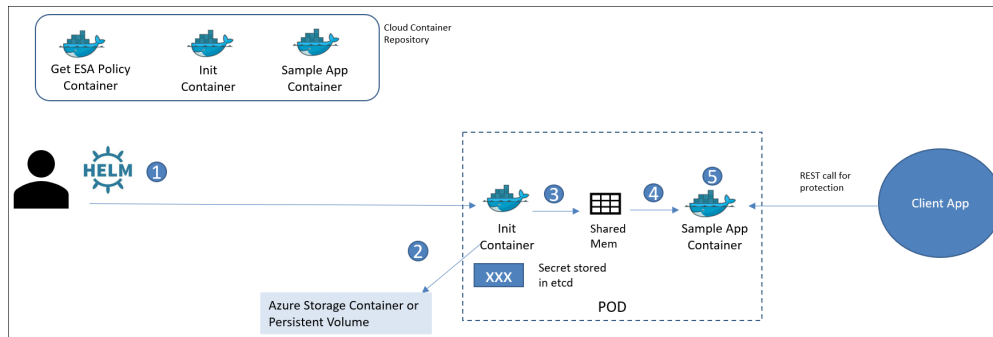 Cloud Container
Repository
Get ESA Policy
Container
Init
Container
Sample App
Container
HELM
1
2
3
4
5
REST call for
protection
Client App
Init
Container
Shared
Mem
Sample App
Container
XXX
Secret stored
in etcd
POD
Azure Storage Container or
Persistent Volume